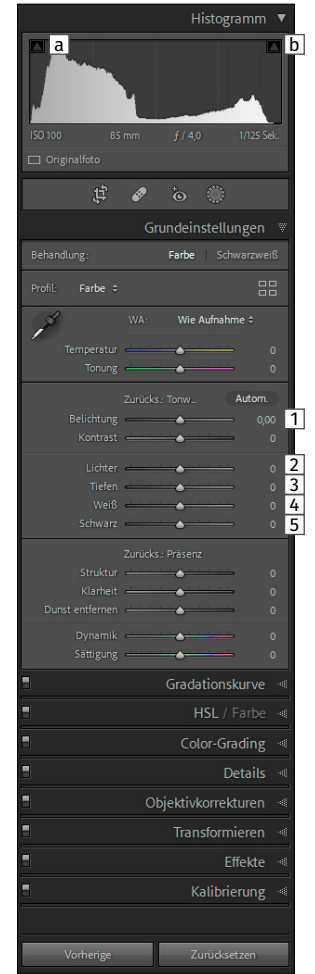 Histogramm
a b
ISO 100 85 mm ƒ / 4,0 1/125 Sek.
Originalfoto
Grundeinstellungen
Behandlung: Farbe | Schwarzweiß
Profil: Farbe
WA: Wie Aufnahme
Temperatur 0
Tonung 0
Zurücks.: Tonw... Autom.
Belichtung 0,00 1
Kontrast 0
Lichter 0 2
Tiefen 0 3
Weiß 0 4
Schwarz 0 5
Zurücks.: Präsenz
Struktur 0
Klarheit 0
Dunst entfernen 0
Dynamik 0
Sättigung 0
Gradationskurve
HSL / Farbe
Color-Grading
Details
Objektivkorrekturen
Transformieren
Effekte
Kalibrierung
Vorherige Zurücksetzen